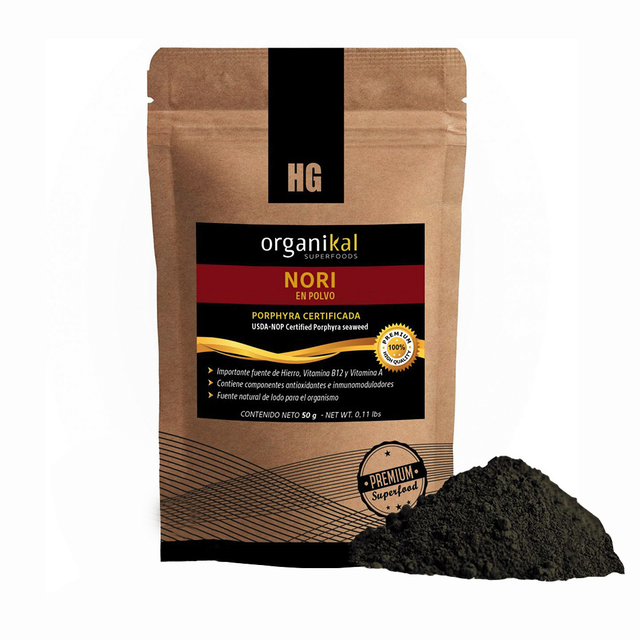 HG
organikal
SUPERFOODS
NORI
EN POLVO
PORPHYRA CERTIFICADA
USDA-NOP Certified Porphyra seaweed
PREMIUM
100%
HIGH QUALITY
Importante fuente de Hierro, Vitamina B12 y Vitamina A
Contiene componentes antioxidantes e inmunomoduladores
Fuente natural de Iodo para el organismo
CONTENIDO NETO 50 g - NET WT. 0,11 lbs
PREMIUM
Superfood